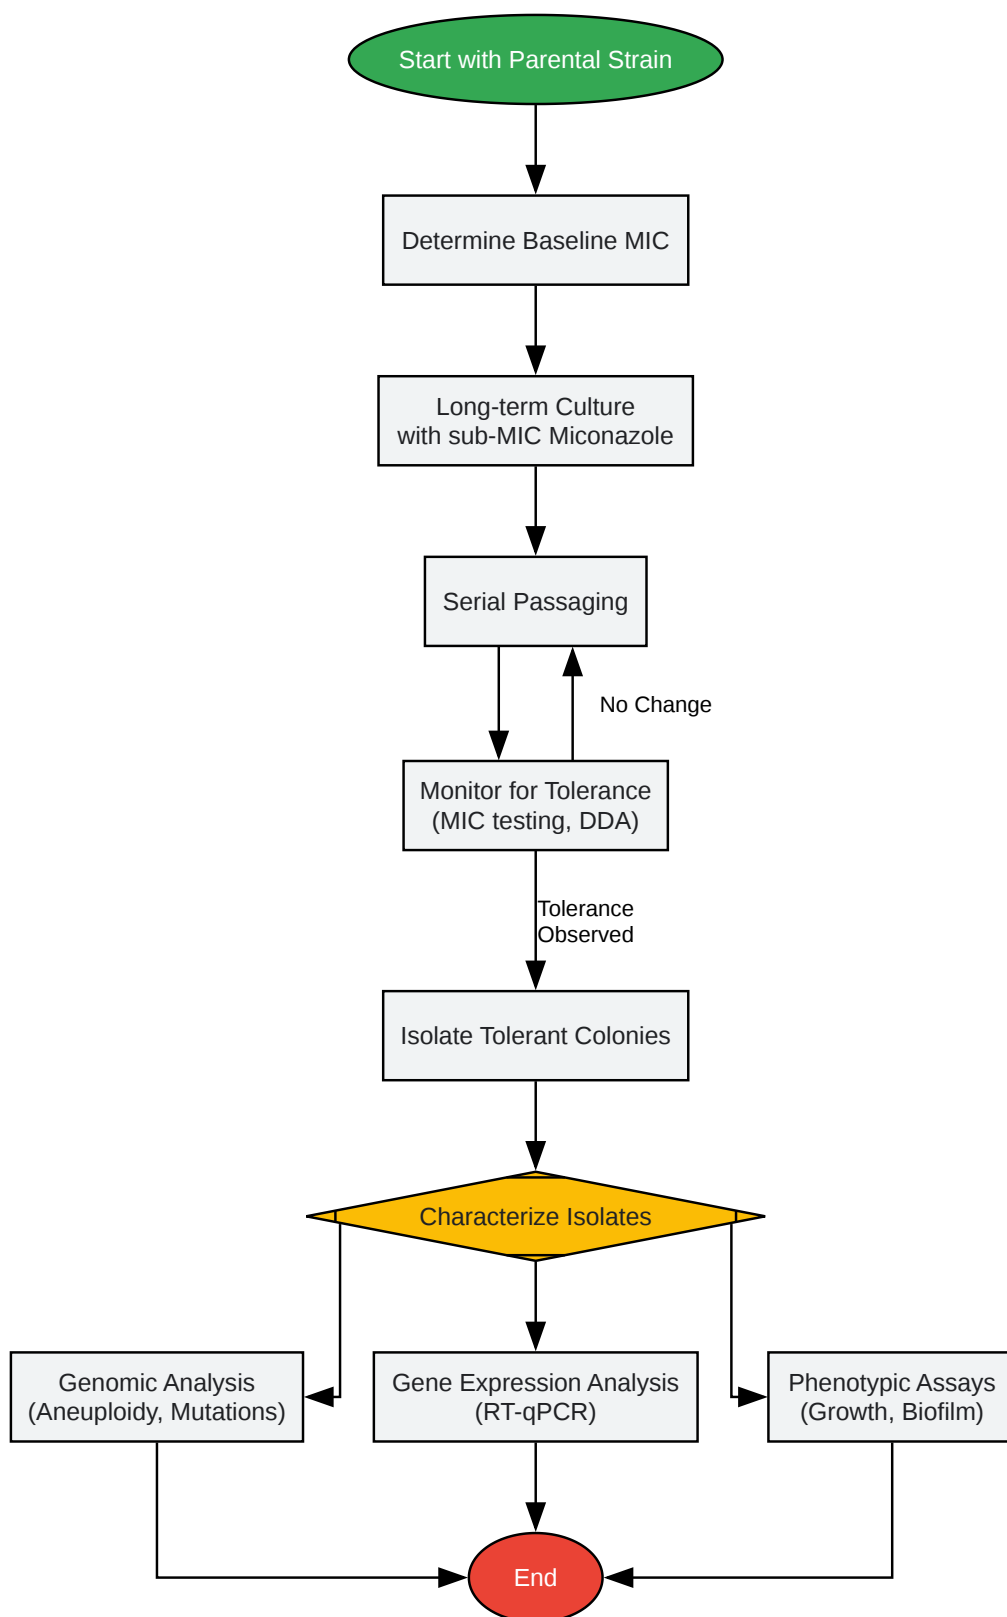 Start with Parental Strain
Determine Baseline MIC
Long-term Culture
with sub-MIC Miconazole
Serial Passaging
No Change
Monitor for Tolerance
(MIC testing, DDA)
Tolerance
Observed
Isolate Tolerant Colonies
Characterize Isolates
Genomic Analysis
(Aneuploidy, Mutations)
Gene Expression Analysis
(RT-qPCR)
Phenotypic Assays
(Growth, Biofilm)
End